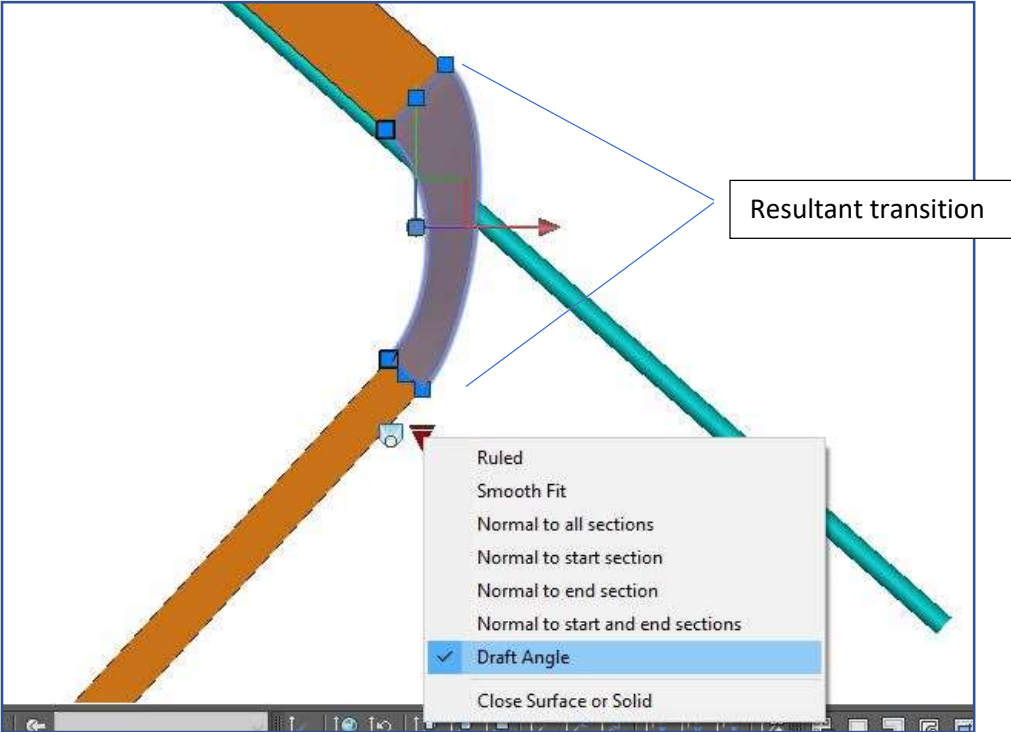 Resultant transition
Ruled
Smooth Fit
Normal to all sections
Normal to start section
Normal to end section
Normal to start and end sections
Draft Angle
Close Surface or Solid